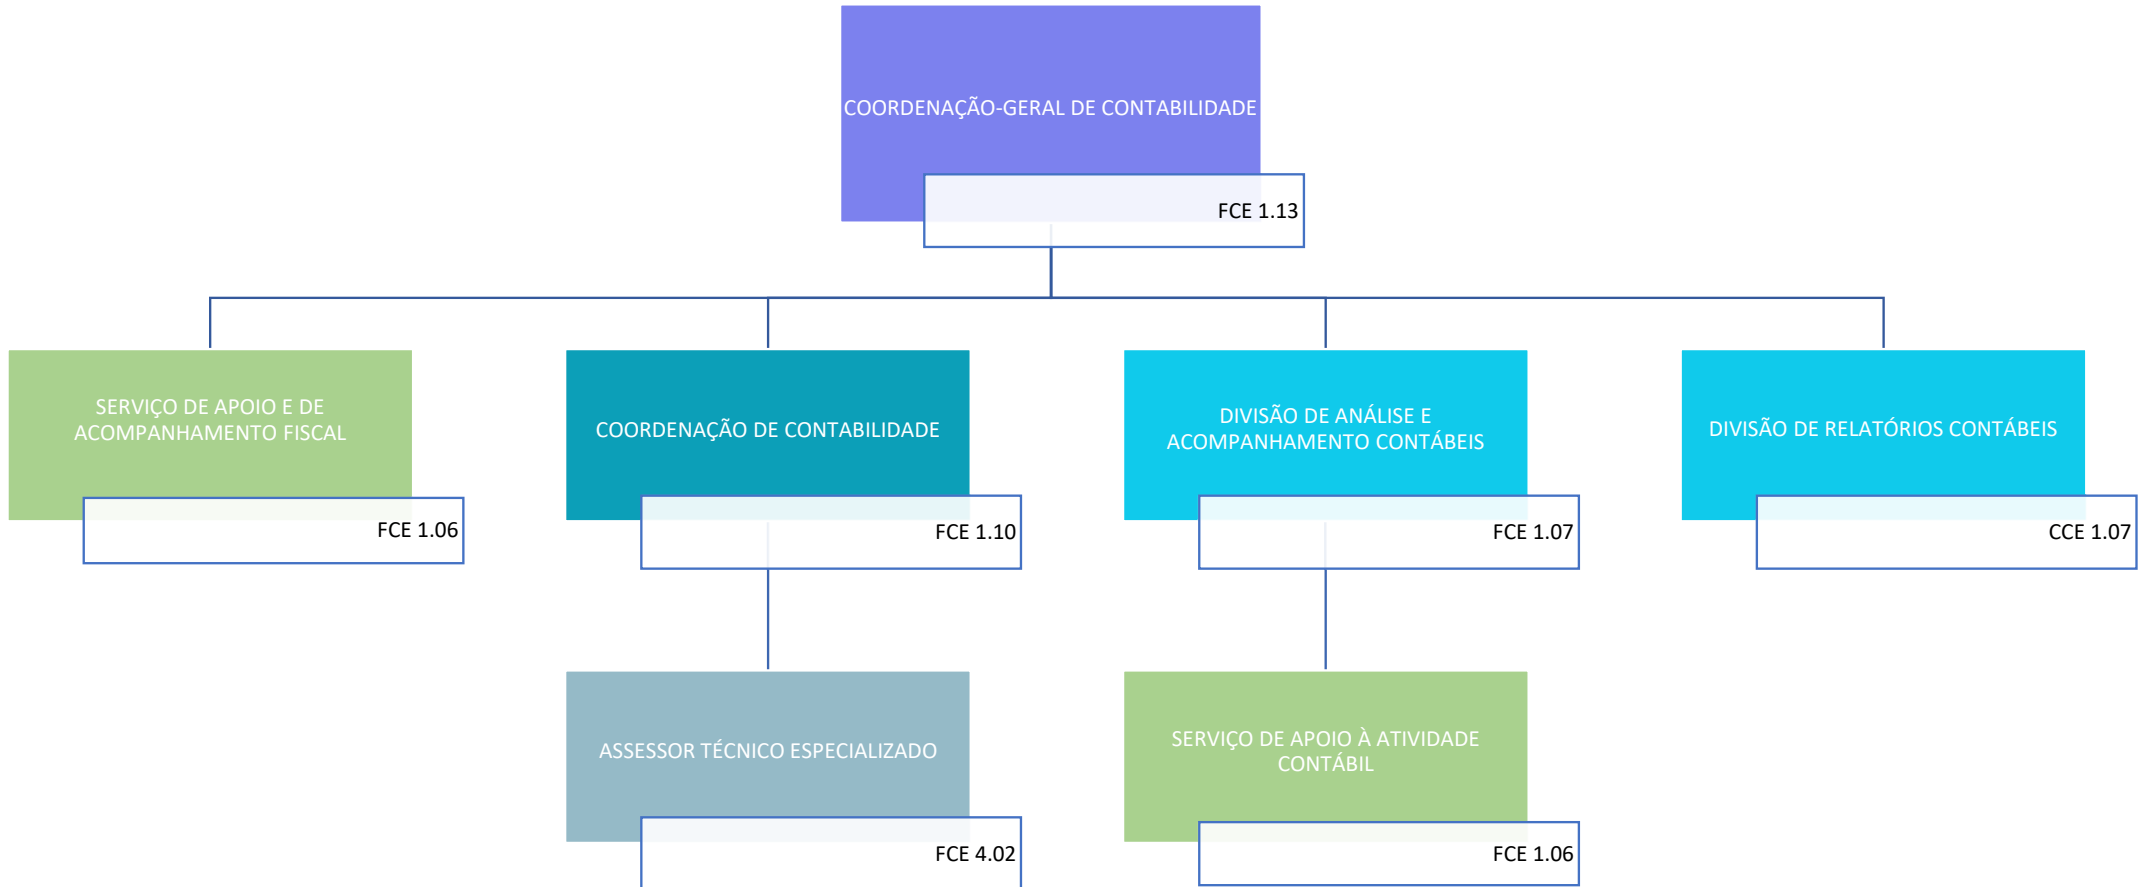 COORDENAÇÃO-GERAL DE CONTABILIDADE
FCE 1.13
SERVIÇO DE APOIO E DE
ACOMPANHAMENTO FISCAL
FCE 1.06
COORDENAÇÃO DE CONTABILIDADE
FCE 1.10
DIVISÃO DE ANÁLISE E
ACOMPANHAMENTO CONTÁBEIS
FCE 1.07
DIVISÃO DE RELATÓRIOS CONTÁBEIS
CCE 1.07
ASSESSOR TÉCNICO ESPECIALIZADO
FCE 4.02
SERVIÇO DE APOIO À ATIVIDADE
CONTÁBIL
FCE 1.06